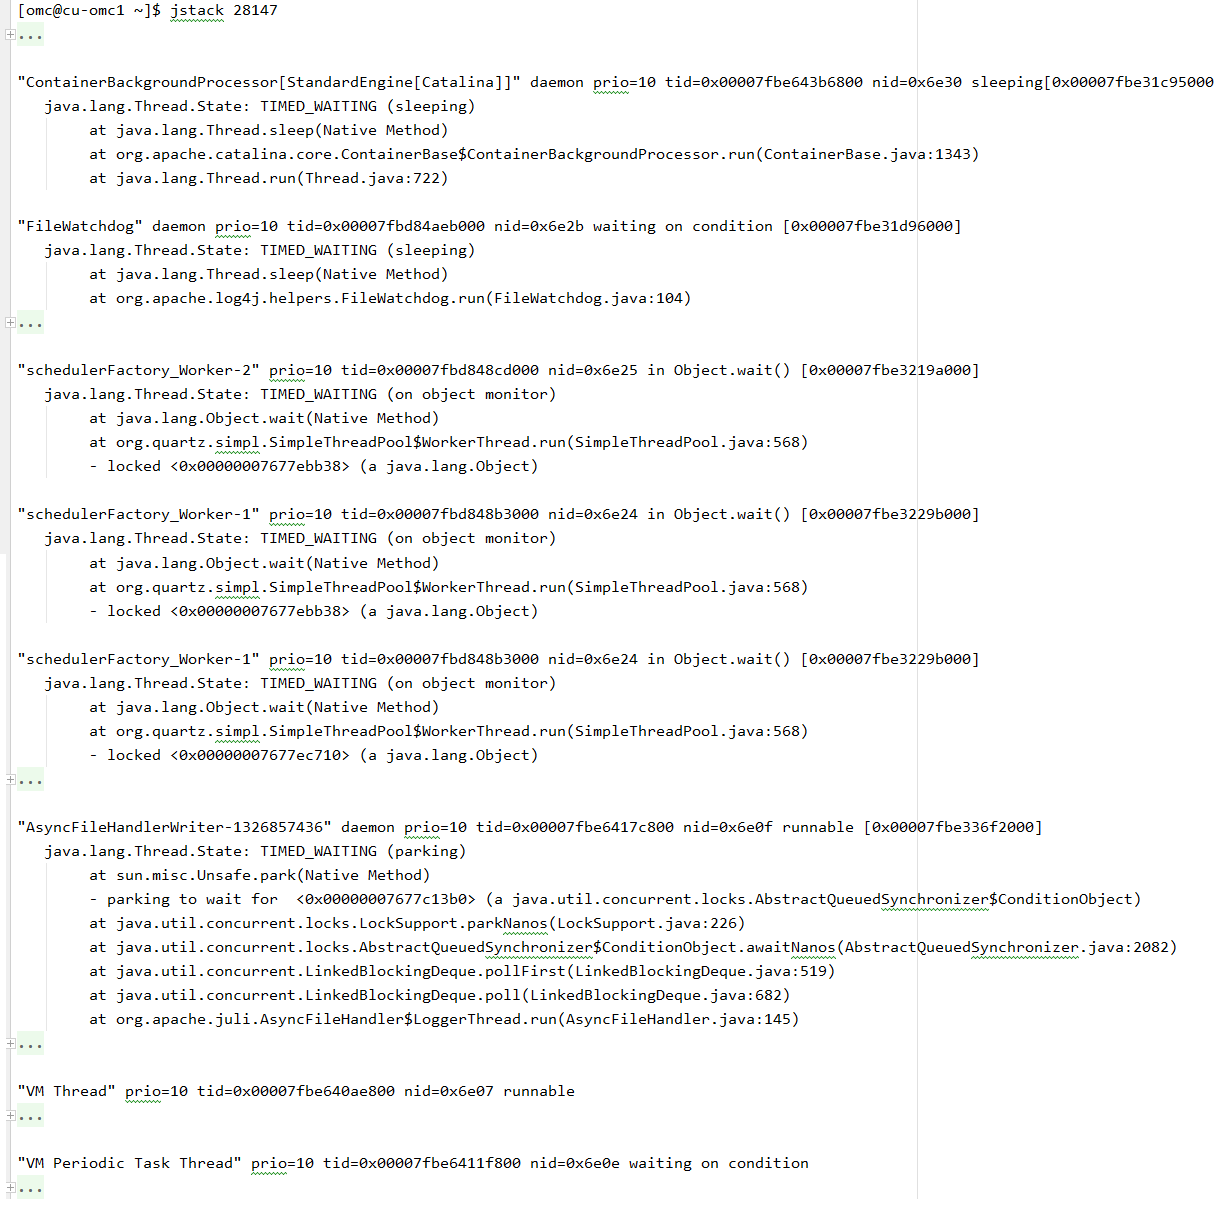 [omc@cu-omc1 ~]$ jstack 28147
...
"ContainerBackgroundProcessor[StandardEngine[Catalina]]" daemon prio=10 tid=0x00007fbe643b6800 nid=0x6e30 sleeping[0x00007fbe31c95000
java.lang.Thread.State: TIMED_WAITING (sleeping)
at java.lang.Thread.sleep(Native Method)
at org.apache.catalina.core.ContainerBase$ContainerBackgroundProcessor.run(ContainerBase.java:1343)
at java.lang.Thread.run(Thread.java:722)
"FileWatchdog" daemon prio=10 tid=0x00007fbd84aeb000 nid=0x6e2b waiting on condition [0x00007fbe31d96000]
java.lang.Thread.State: TIMED_WAITING (sleeping)
at java.lang.Thread.sleep(Native Method)
at org.apache.log4j.helpers.FileWatchdog.run(FileWatchdog.java:104)
...
"schedulerFactory_Worker-2" prio=10 tid=0x00007fbd848cd000 nid=0x6e25 in Object.wait() [0x00007fbe3219a000]
java.lang.Thread.State: TIMED_WAITING (on object monitor)
at java.lang.Object.wait(Native Method)
at org.quartz.simpl.SimpleThreadPool$WorkerThread.run(SimpleThreadPool.java:568)
- locked <0x00000007677ebb38> (a java.lang.Object)
"schedulerFactory_Worker-1" prio=10 tid=0x00007fbd848b3000 nid=0x6e24 in Object.wait() [0x00007fbe3229b000]
java.lang.Thread.State: TIMED_WAITING (on object monitor)
at java.lang.Object.wait(Native Method)
at org.quartz.simpl.SimpleThreadPool$WorkerThread.run(SimpleThreadPool.java:568)
- locked <0x00000007677ebb38> (a java.lang.Object)
"schedulerFactory_Worker-1" prio=10 tid=0x00007fbd848b3000 nid=0x6e24 in Object.wait() [0x00007fbe3229b000]
java.lang.Thread.State: TIMED_WAITING (on object monitor)
at java.lang.Object.wait(Native Method)
at org.quartz.simpl.SimpleThreadPool$WorkerThread.run(SimpleThreadPool.java:568)
- locked <0x00000007677ec710> (a java.lang.Object)
...
"AsyncFileHandlerWriter-1326857436" daemon prio=10 tid=0x00007fbe6417c800 nid=0x6e0f runnable [0x00007fbe336f2000]
java.lang.Thread.State: TIMED_WAITING (parking)
at sun.misc.Unsafe.park(Native Method)
- parking to wait for  <0x00000007677c13b0> (a java.util.concurrent.locks.AbstractQueuedSynchronizer$ConditionObject)
at java.util.concurrent.locks.LockSupport.parkNanos(LockSupport.java:226)
at java.util.concurrent.locks.AbstractQueuedSynchronizer$ConditionObject.awaitNanos(AbstractQueuedSynchronizer.java:2082)
at java.util.concurrent.LinkedBlockingDeque.pollFirst(LinkedBlockingDeque.java:519)
at java.util.concurrent.LinkedBlockingDeque.poll(LinkedBlockingDeque.java:682)
at org.apache.juli.AsyncFileHandler$LoggerThread.run(AsyncFileHandler.java:145)
...
"VM Thread" prio=10 tid=0x00007fbe640ae800 nid=0x6e07 runnable
...
"VM Periodic Task Thread" prio=10 tid=0x00007fbe6411f800 nid=0x6e0e waiting on condition
...